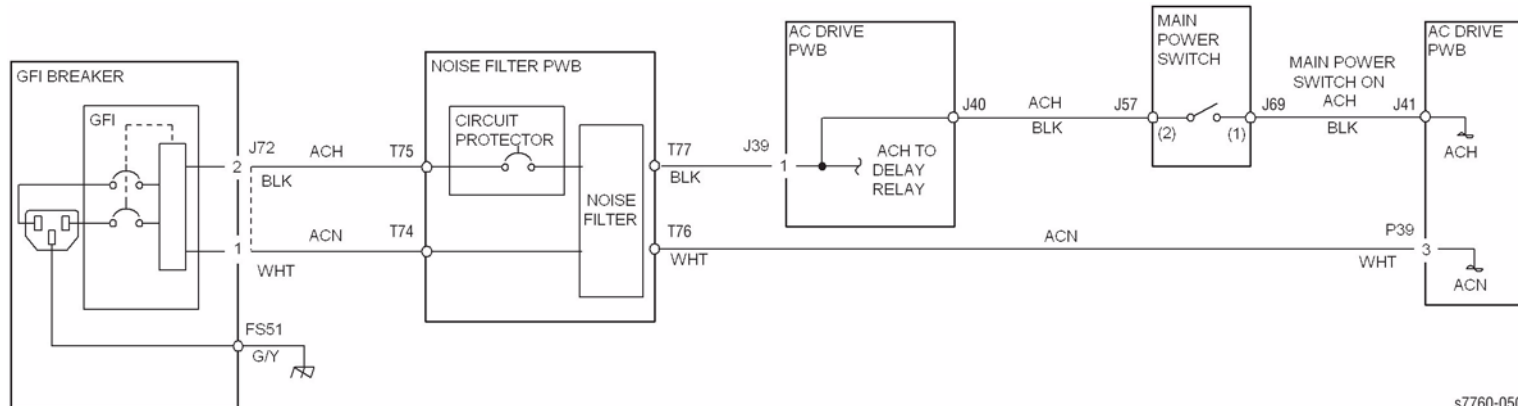 GFI BREAKER
GFI
J72
2
ACH
BLK
1
ACN
WHT
FS51
G/Y
NOISE FILTER PWB
CIRCUIT
PROTECTOR
NOISE
FILTER
T75
T74
T77
BLK
T76
WHT
AC DRIVE
PWB
J39
1
ACH TO
DELAY
RELAY
J40
ACH
BLK
J57
MAIN
POWER
SWITCH
(2)
(1)
J69
MAIN POWER
SWITCH ON
ACH
BLK
J41
AC DRIVE
PWB
ACH
ACN
P39
WHT
3
ACN
s7760-050